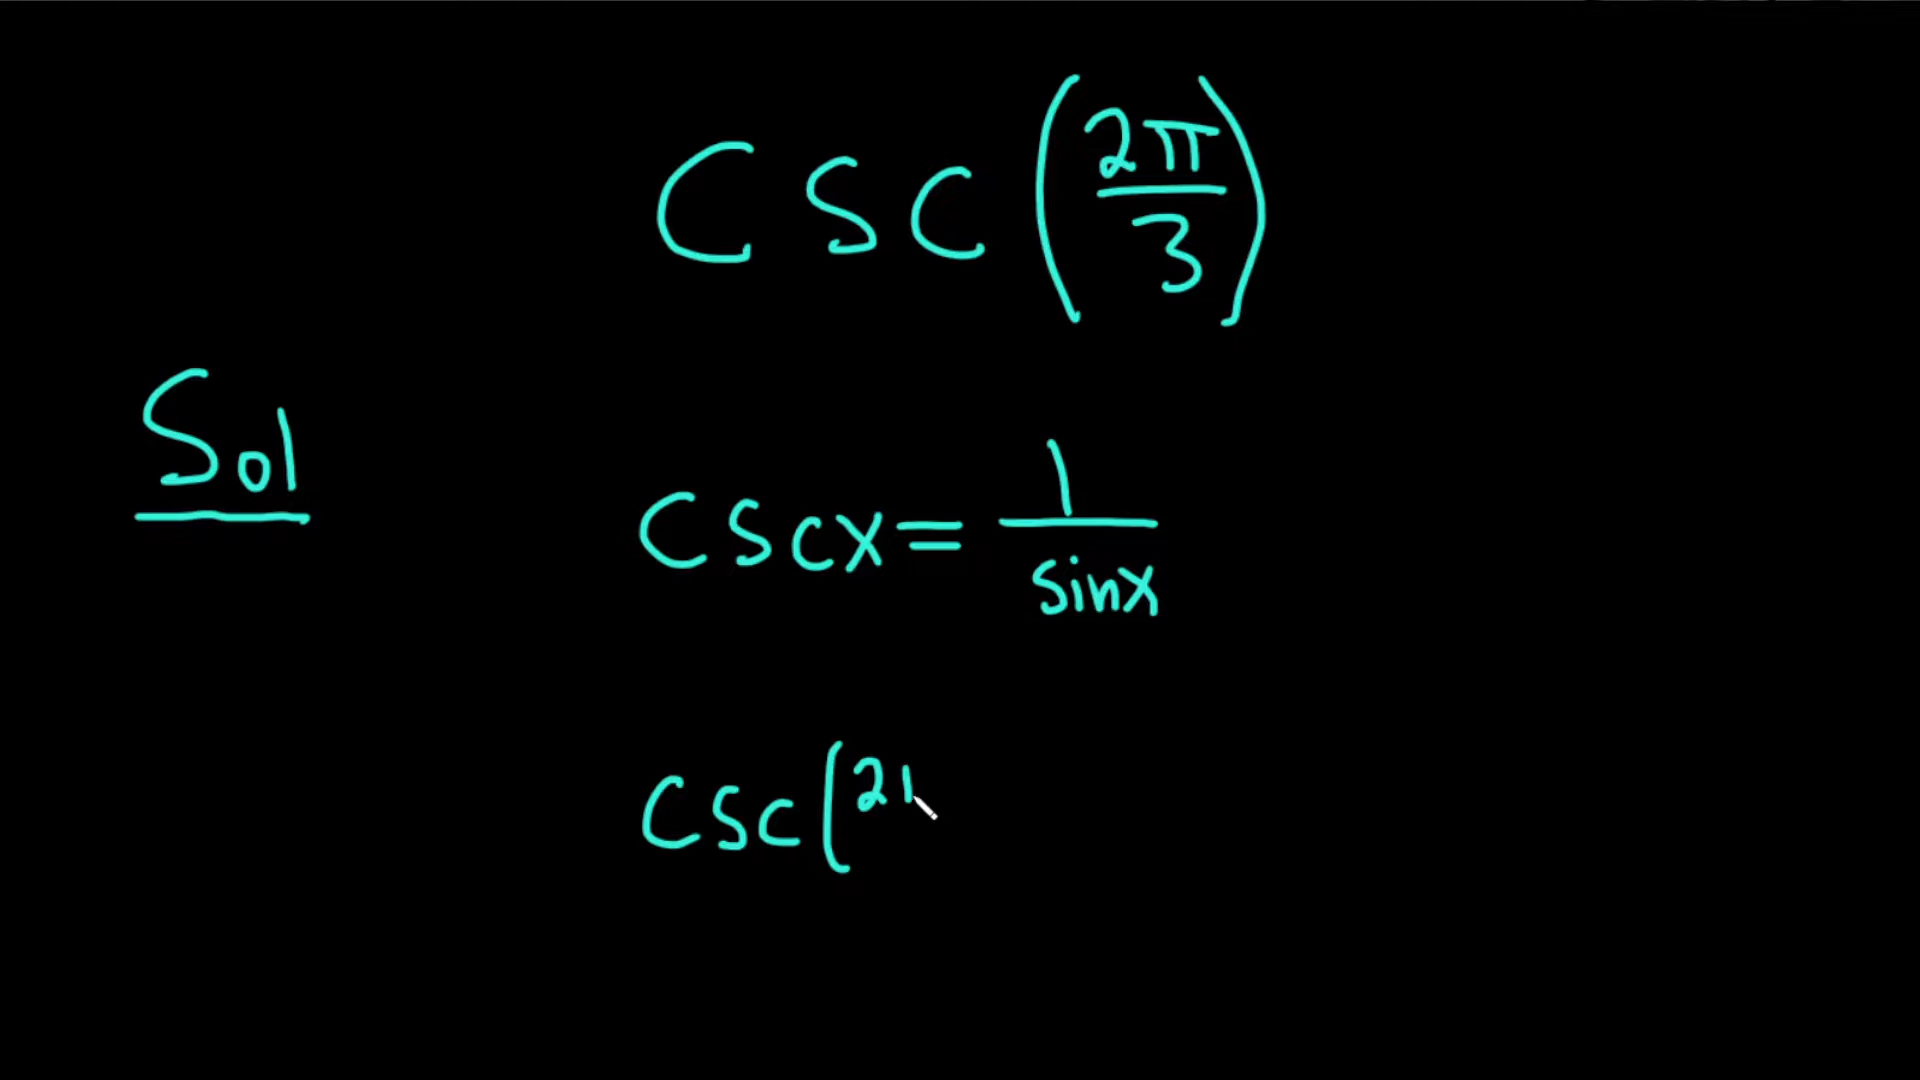 csc(2π/3)
Sol
cscx = 1/sinx
csc(2